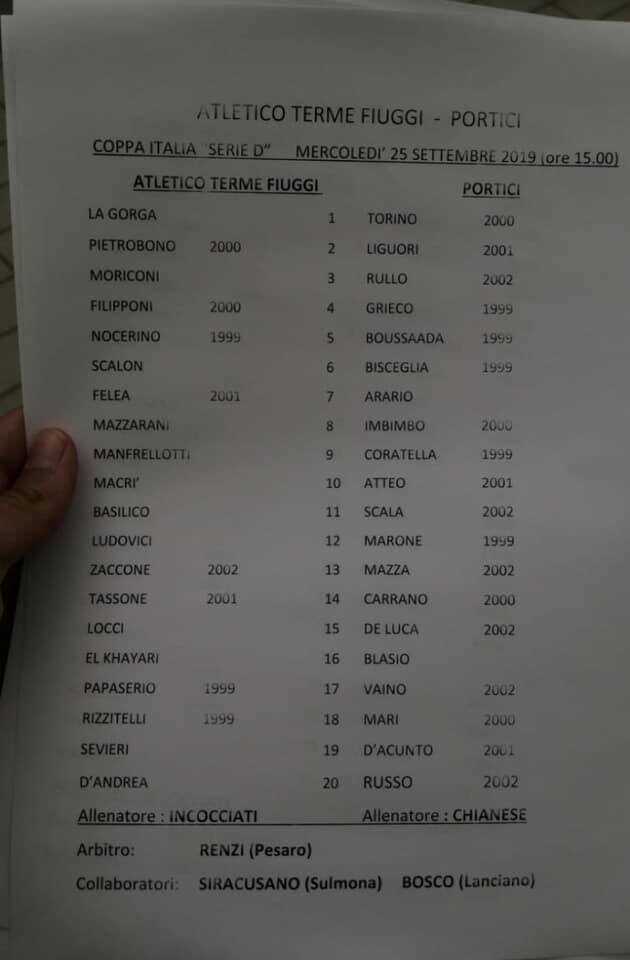 ATLETICO TERME FIUGGI - PORTICI
COPPA ITALIA "SERIE D" MERCOLEDI' 25 SETTEMBRE 2019 (ore 15.00)
ATLETICO TERME FIUGGI PORTICI
LA GORGA 1 TORINO 2000
PIETROBONO 2000 2 LIGUORI 2001
MORICONI 3 RULLO 2002
FILIPPONI 2000 4 GRIECO 1999
NOCERINO 1999 5 BOUSSAADA 1999
SCALON 6 BISCEGLIA 1999
FELEA 2001 7 ARARIO
MAZZARANI 8 IMBIMBO 2000
MANFRELLOTTI 9 CORATELLA 1999
MACRI' 10 ATTEO 2001
BASILICO 11 SCALA 2002
LUDOVICI 12 MARONE 1999
ZACCONE 2002 13 MAZZA 2002
TASSONE 2001 14 CARRANO 2000
LOCCI 15 DE LUCA 2002
EL KHAYARI 16 BLASIO
PAPASERIO 1999 17 VAINO 2002
RIZZITELLI 1999 18 MARI 2000
SEVIERI 19 D'ACUNTO 2001
D'ANDREA 20 RUSSO 2002
Allenatore : INCOCCIATI Allenatore : CHIANESE
Arbitro: RENZI (Pesaro)
Collaboratori: SIRACUSANO (Sulmona) BOSCO (Lanciano)